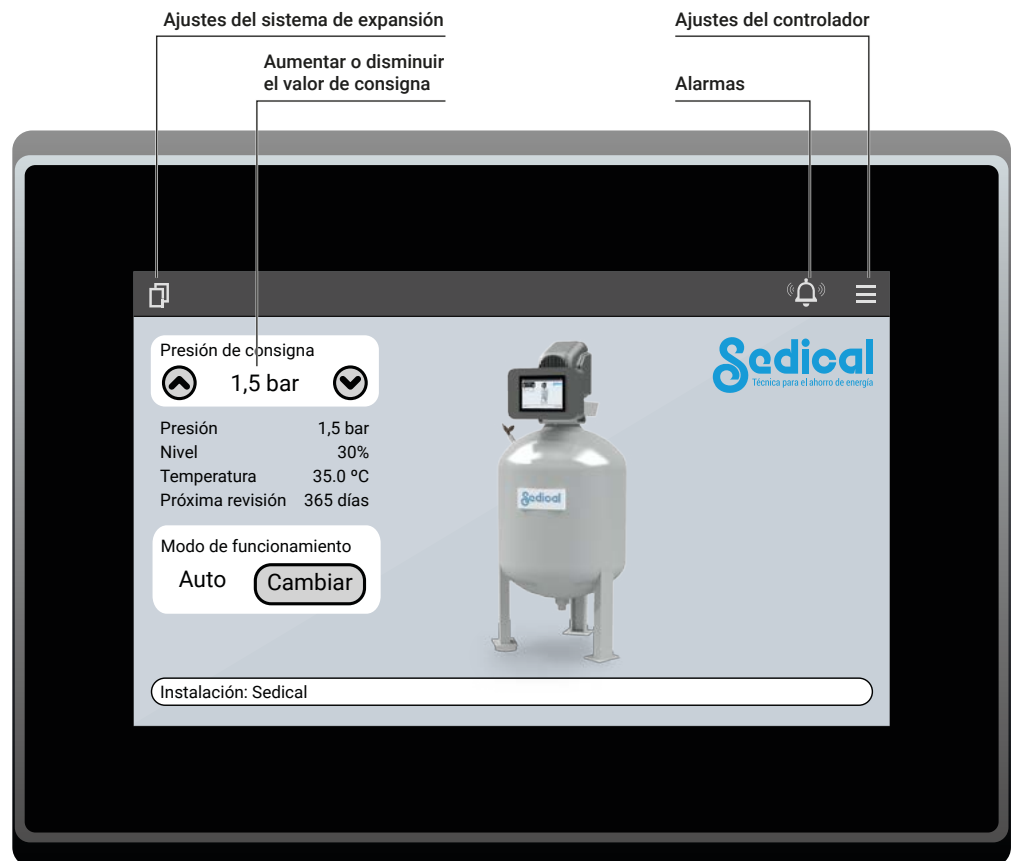 Ajustes del sistema de expansión
Ajustes del controlador
Aumentar o disminuir
el valor de consigna
Alarmas
Presión de consigna
1,5 bar
Sedical
Técnica para el ahorro de energía
Presión 1,5 bar
Nivel 30%
Temperatura 35.0 ºC
Próxima revisión 365 días
Sedical
Modo de funcionamiento
Auto Cambiar
Instalación: Sedical